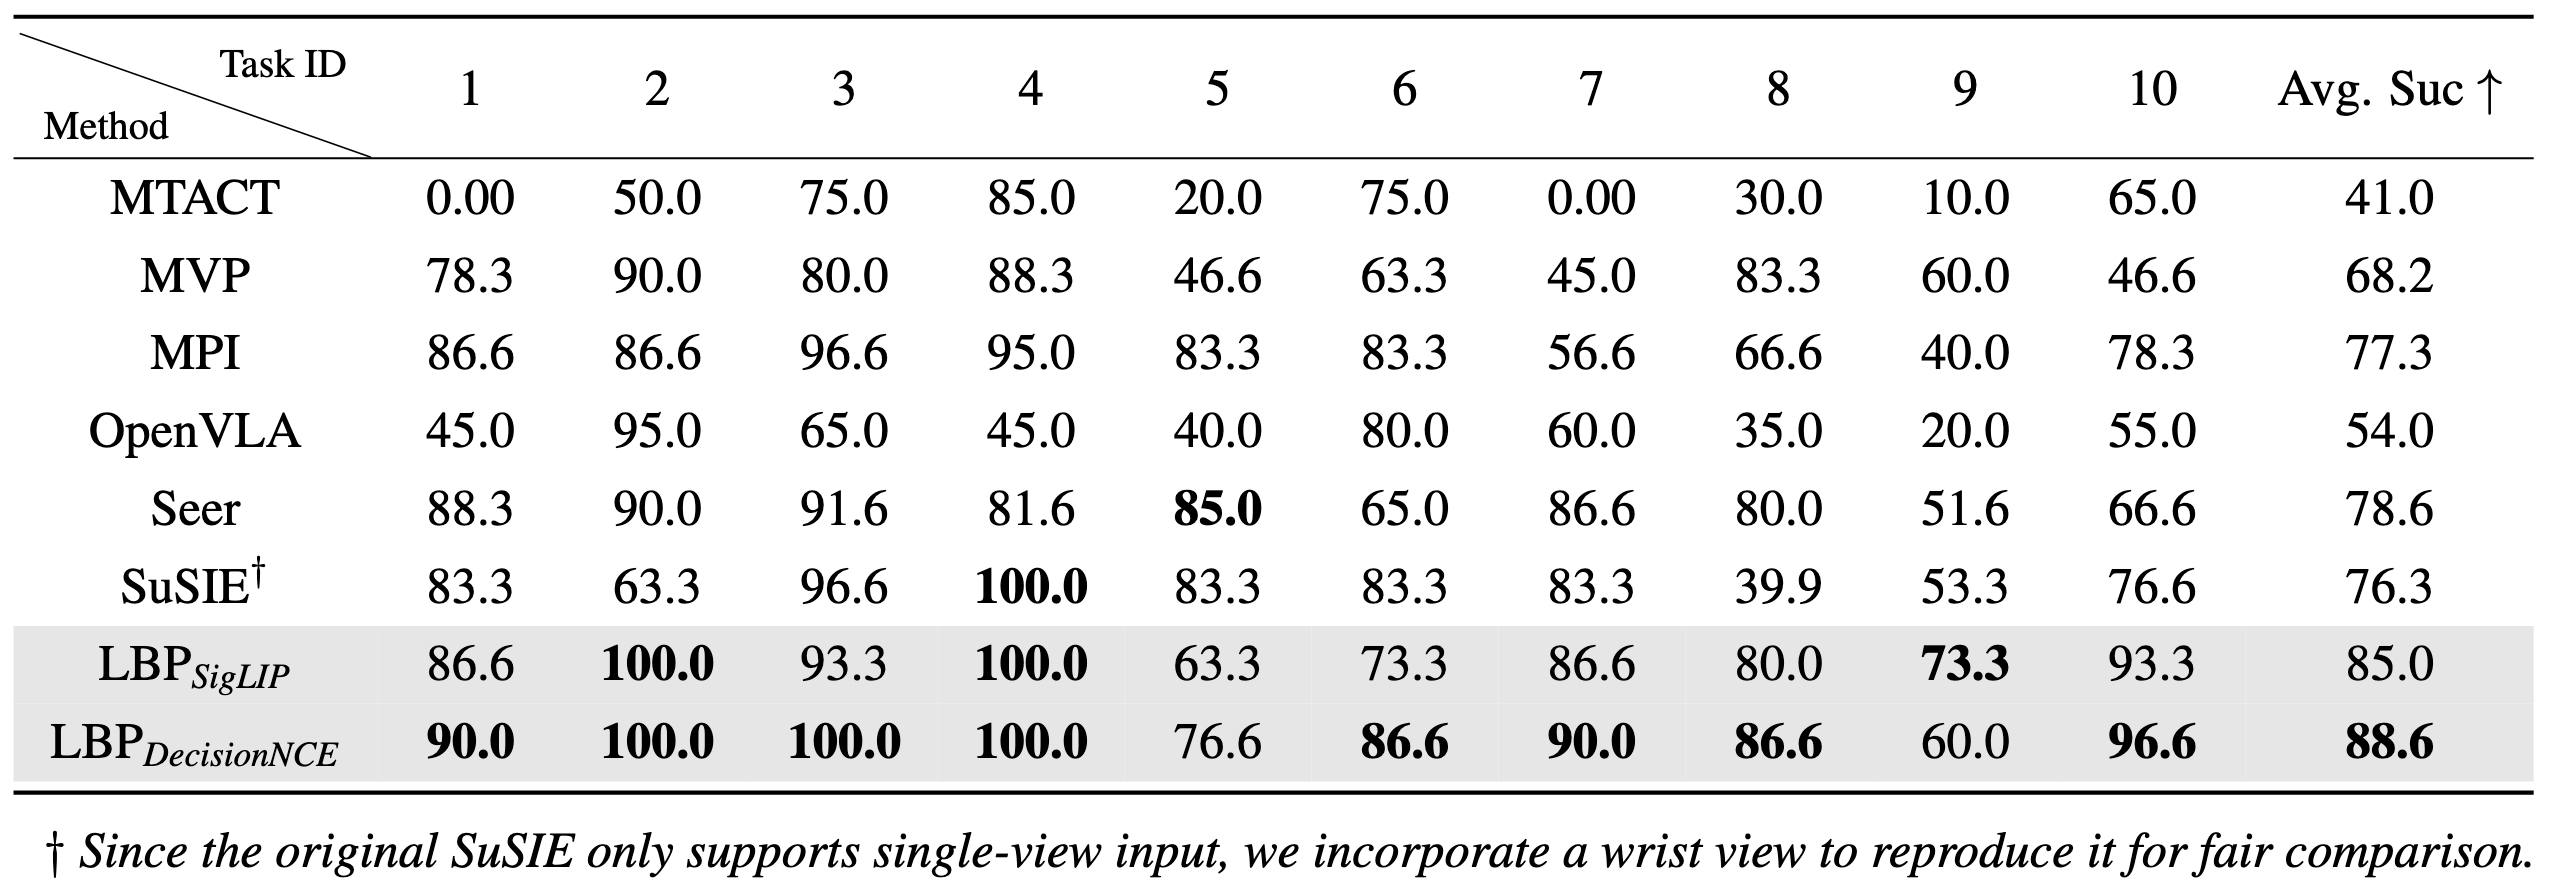 Task ID 1 2 3 4 5 6 7 8 9 10 Avg. Suc ↑
Method
MTACT 0.00 50.0 75.0 85.0 20.0 75.0 0.00 30.0 10.0 65.0 41.0
MVP 78.3 90.0 80.0 88.3 46.6 63.3 45.0 83.3 60.0 46.6 68.2
MPI 86.6 86.6 96.6 95.0 83.3 83.3 56.6 66.6 40.0 78.3 77.3
OpenVLA 45.0 95.0 65.0 45.0 40.0 80.0 60.0 35.0 20.0 55.0 54.0
Seer 88.3 90.0 91.6 81.6 85.0 65.0 86.6 80.0 51.6 66.6 78.6
SuSIE† 83.3 63.3 96.6 100.0 83.3 83.3 83.3 39.9 53.3 76.6 76.3
LBP SigLIP 86.6 100.0 93.3 100.0 63.3 73.3 86.6 80.0 73.3 93.3 85.0
LBP DecisionNCE 90.0 100.0 100.0 100.0 76.6 86.6 90.0 86.6 60.0 96.6 88.6
† Since the original SuSIE only supports single-view input, we incorporate a wrist view to reproduce it for fair comparison.